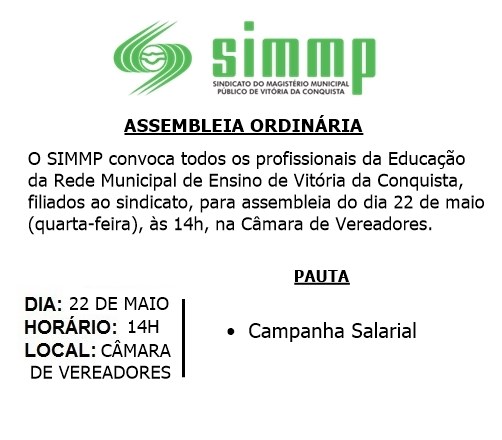 simmp
SINDICATO DO MAGISTÉRIO MUNICIPAL
PÚBLICO DE VITÓRIA DA CONQUISTA
ASSEMBLEIA ORDINÁRIA
O SIMMP convoca todos os profissionais da Educação
da Rede Municipal de Ensino de Vitória da Conquista,
filiados ao sindicato, para assembleia do dia 22 de maio
(quarta-feira), às 14h, na Câmara de Vereadores.
PAUTA
DIA: 22 DE MAIO
HORÁRIO: 14H
LOCAL: CÂMARA
DE VEREADORES
• Campanha Salarial